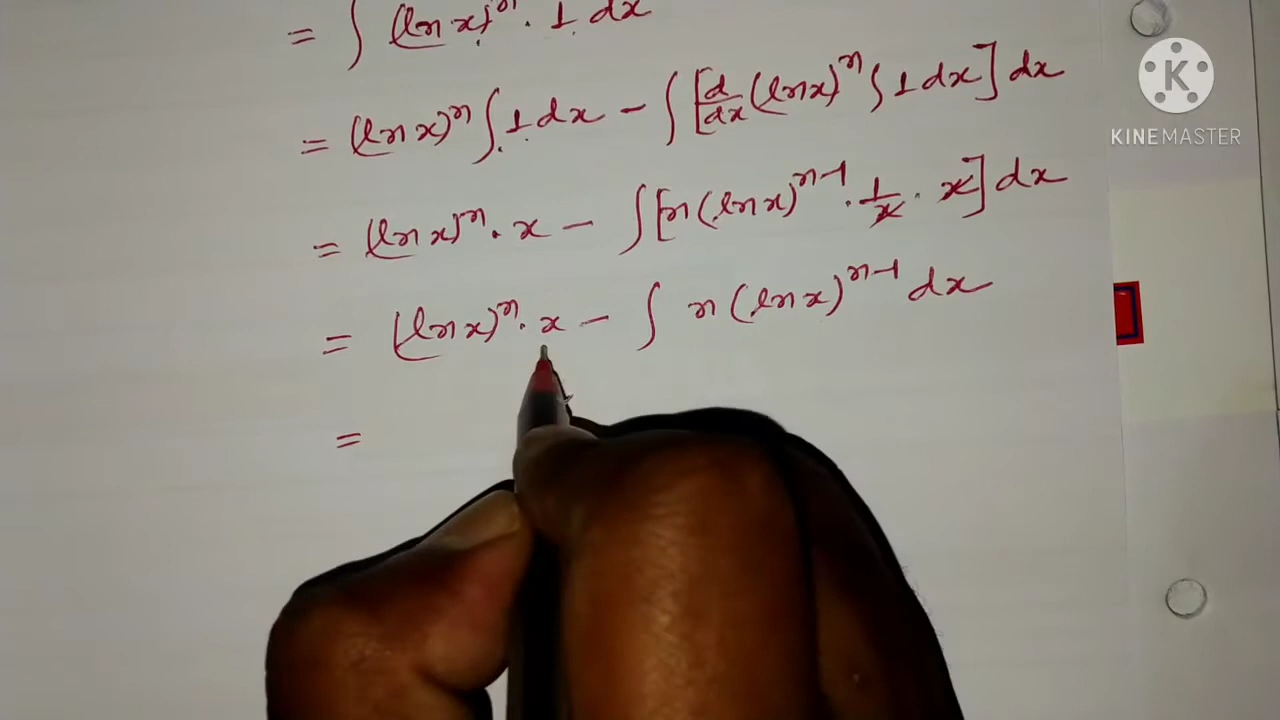 = ∫ (ln x)^n . 1 dx
= (ln x)^n ∫ 1 dx - ∫ [d/dx (ln x)^n ∫ 1 dx] dx
= (ln x)^n . x - ∫ [n (ln x)^(n-1) . 1/x . x] dx
= (ln x)^n . x - ∫ n (ln x)^(n-1) dx
=
K
KINEMASTER